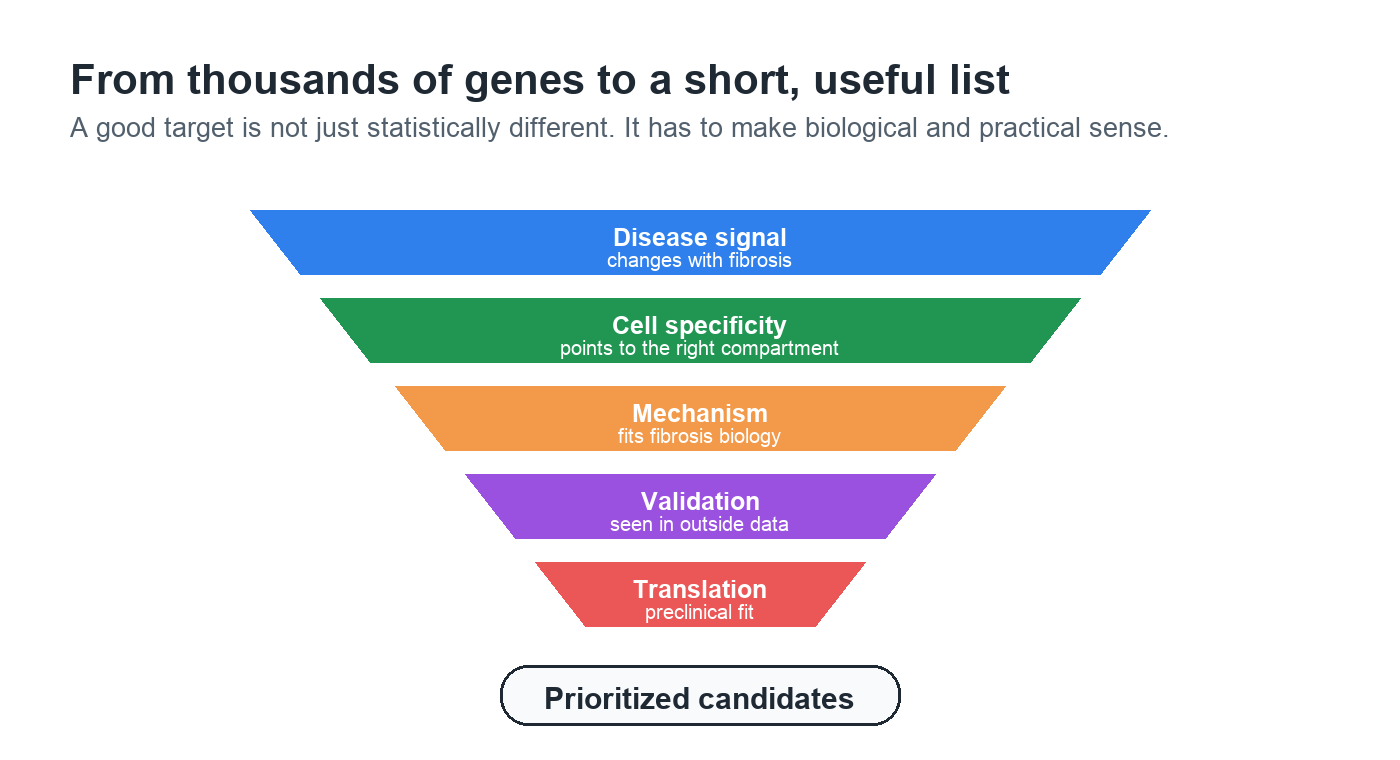 From thousands of genes to a short, useful list
A good target is not just statistically different. It has to make biological and practical sense.
Disease signal
changes with fibrosis
Cell specificity
points to the right compartment
Mechanism
fits fibrosis biology
Validation
seen in outside data
Translation
preclinical fit
Prioritized candidates